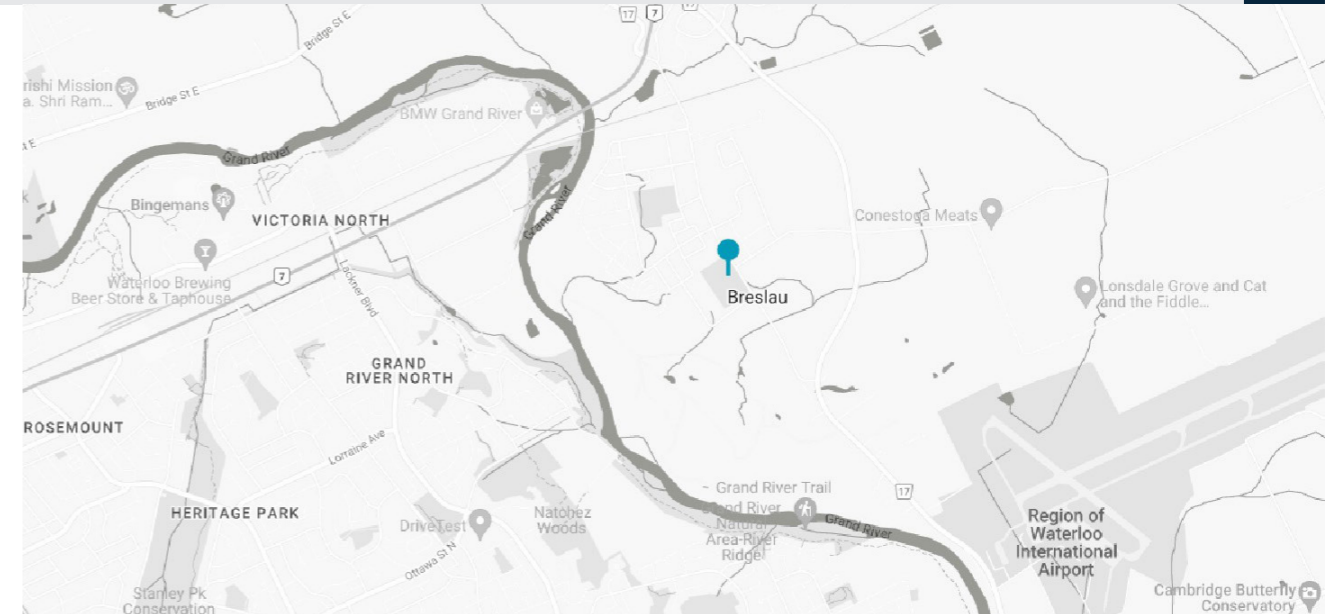 17
7
17
Bridge St E
rishi Mission
a. Shri Ram...
Bridge St E
BMW Grand River
Grand River
Bingemans
Grand River
VICTORIA NORTH
Conestoga Meats
Waterloo Brewing
Beer Store & Taphouse
7
Lackner Blvd
Breslau
Lonsdale Grove and Cat
and the Fiddle...
GRAND
RIVER NORTH
ROSEMOUNT
Lorraine Ave
Grand River Trail
17
HERITAGE PARK
DriveTest
Natchez
Woods
Grand River
Natural
Area-River
Ridge
Grand River
Region of
Waterloo
International
Airport
Ottawa St N
Stanley Pk
Conservation
Cambridge Butterfly
Conservatory